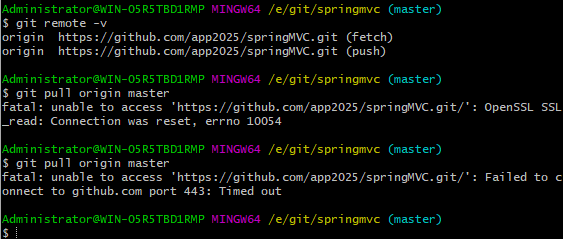 Administrator@WIN-O5R5TBD1RMP MINGW64 /e/git/springmvc (master)
$ git remote -v
origin  https://github.com/app2025/springMVC.git (fetch)
origin  https://github.com/app2025/springMVC.git (push)
Administrator@WIN-O5R5TBD1RMP MINGW64 /e/git/springmvc (master)
$ git pull origin master
fatal: unable to access 'https://github.com/app2025/springMVC.git/': OpenSSL SSL
_read: Connection was reset, errno 10054
Administrator@WIN-O5R5TBD1RMP MINGW64 /e/git/springmvc (master)
$ git pull origin master
fatal: unable to access 'https://github.com/app2025/springMVC.git/': Failed to c
onnect to github.com port 443: Timed out
Administrator@WIN-O5R5TBD1RMP MINGW64 /e/git/springmvc (master)
$